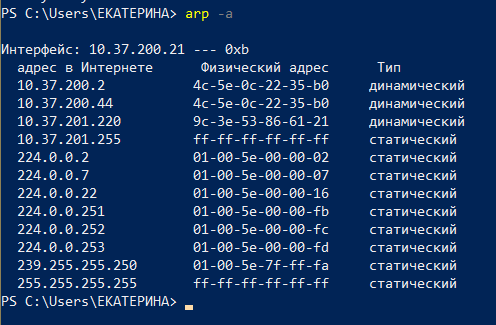 PS C:\Users\ЕКАТЕРИНА> arp -a
Интерфейс: 10.37.200.21 --- 0xb
адрес в Интернете Физический адрес Тип
10.37.200.2 4c-5e-0c-22-35-b0 динамический
10.37.200.44 4c-5e-0c-22-35-b0 динамический
10.37.201.220 9c-3e-53-86-61-21 динамический
10.37.201.255 ff-ff-ff-ff-ff-ff статический
224.0.0.2 01-00-5e-00-00-02 статический
224.0.0.7 01-00-5e-00-00-07 статический
224.0.0.22 01-00-5e-00-00-16 статический
224.0.0.251 01-00-5e-00-00-fb статический
224.0.0.252 01-00-5e-00-00-fc статический
224.0.0.253 01-00-5e-00-00-fd статический
239.255.255.250 01-00-5e-7f-ff-fa статический
255.255.255.255 ff-ff-ff-ff-ff-ff статический
PS C:\Users\ЕКАТЕРИНА>